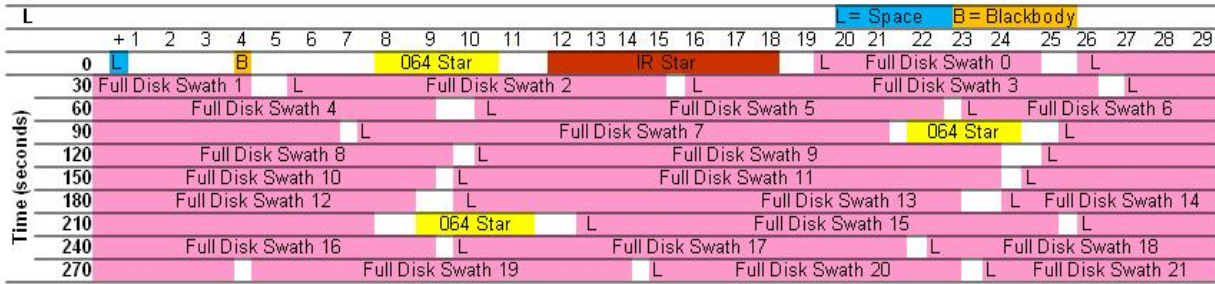 L L = Space B = Blackbody
+ 1 2 3 4 5 6 7 8 9 10 11 12 13 14 15 16 17 18 19 20 21 22 23 24 25 26 27 28 29
0 L B 064 Star IR Star L Full Disk Swath 0 L
30 Full Disk Swath 1 L Full Disk Swath 2 L Full Disk Swath 3 L
60 Full Disk Swath 4 L Full Disk Swath 5 L Full Disk Swath 6
90 L Full Disk Swath 7 064 Star L
120 Full Disk Swath 8 L Full Disk Swath 9 L
150 Full Disk Swath 10 L Full Disk Swath 11 L
180 Full Disk Swath 12 L Full Disk Swath 13 L Full Disk Swath 14
210 064 Star L Full Disk Swath 15 L
240 Full Disk Swath 16 L Full Disk Swath 17 L Full Disk Swath 18
270 Full Disk Swath 19 L Full Disk Swath 20 L Full Disk Swath 21
Time (seconds)